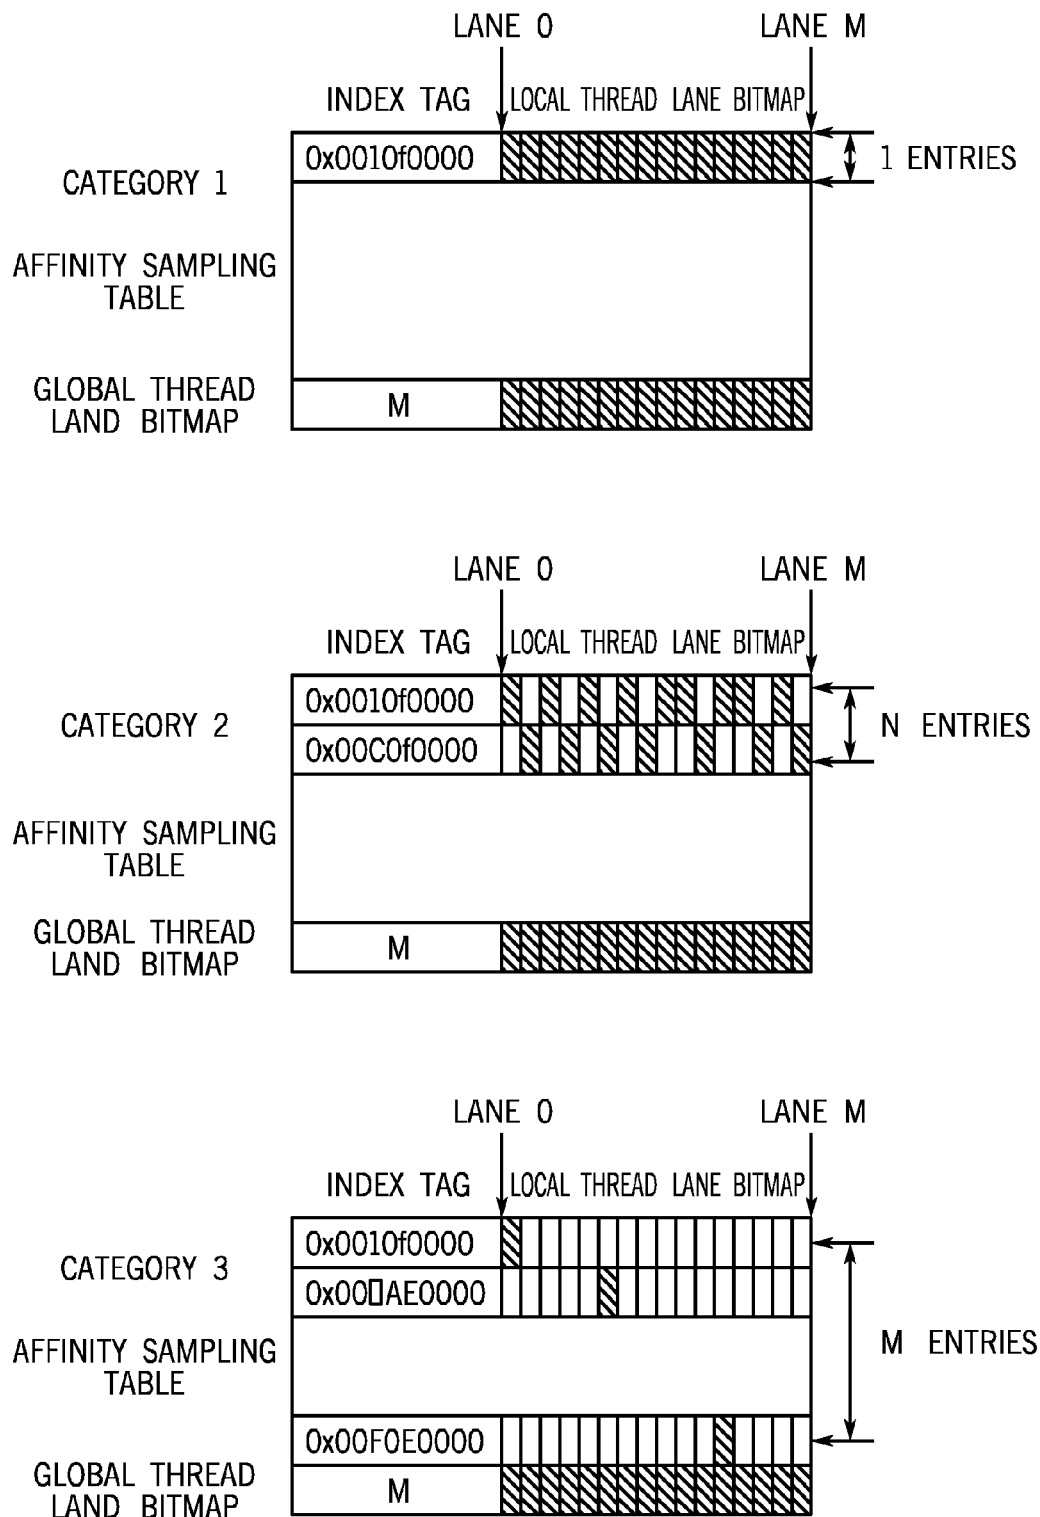 LANE 0 LANE M
INDEX TAG LOCAL THREAD LANE BITMAP
0x0010f0000
1 ENTRIES
CATEGORY 1
AFFINITY SAMPLING
TABLE
GLOBAL THREAD
LAND BITMAP
M
LANE 0 LANE M
INDEX TAG LOCAL THREAD LANE BITMAP
0x0010f0000
CATEGORY 2
N ENTRIES
0x00C0f0000
AFFINITY SAMPLING
TABLE
GLOBAL THREAD
LAND BITMAP
M
LANE 0 LANE M
INDEX TAG LOCAL THREAD LANE BITMAP
0x0010f0000
CATEGORY 3
0x00▯AE0000
AFFINITY SAMPLING
TABLE
M ENTRIES
0x00F0E0000
GLOBAL THREAD
LAND BITMAP
M